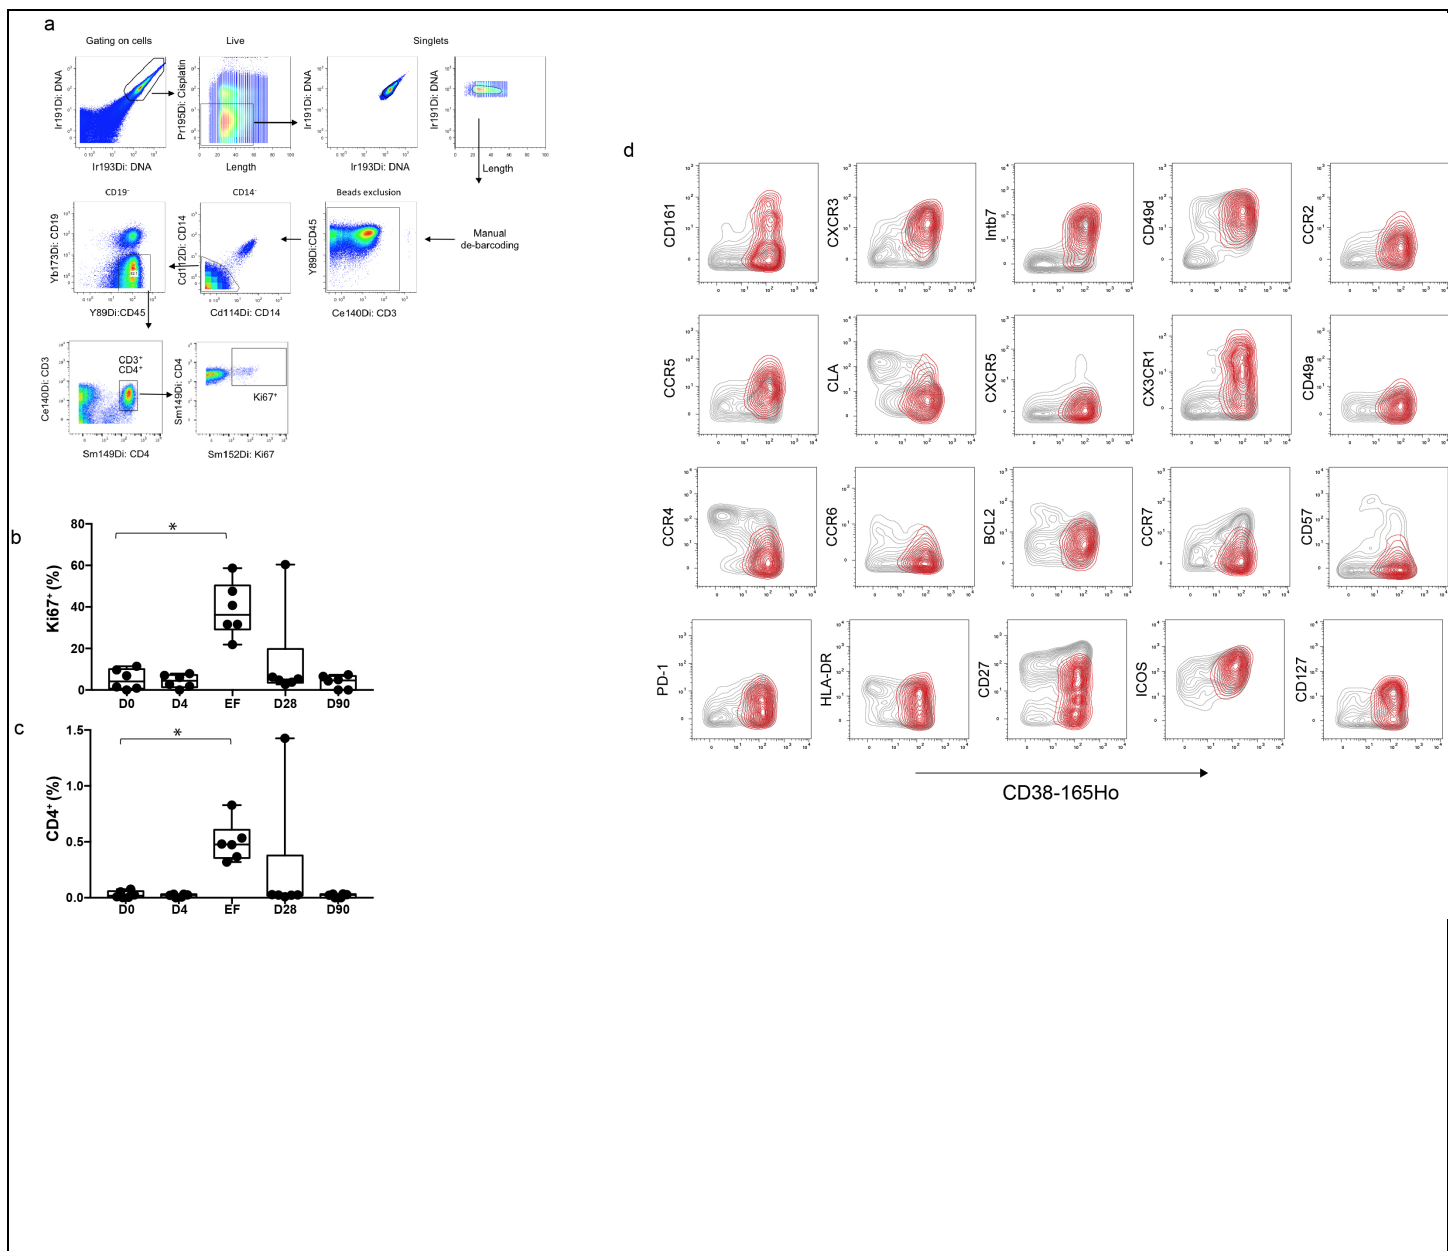 a
Gating on cells
Live
Singlets
Ir191Di: DNA
Ir193Di: DNA
Pr195Di: Cisplatin
Length
Ir191Di: DNA
Ir193Di: DNA
Ir191Di: DNA
Length
CD19-
CD14-
Beads exclusion
Yb173Di: CD19
Y89Di:CD45
Cd112Di: CD14
Cd114Di: CD14
Y89Di:CD45
Ce140Di: CD3
Manual
de-barcoding
Ce140Di: CD3
CD3+
CD4+
Sm149Di: CD4
Sm149Di: CD4
Ki67+
Sm152Di: Ki67
b
*
Ki67+ (%)
80
60
40
20
0
D0 D4 EF D28 D90
c
*
CD4+ (%)
1.5
1.0
0.5
0.0
D0 D4 EF D28 D90
d
CD161
CXCR3
Intb7
CD49d
CCR2
CCR5
CLA
CXCR5
CX3CR1
CD49a
CCR4
CCR6
BCL2
CCR7
CD57
PD-1
HLA-DR
CD27
ICOS
CD127
CD38-165Ho